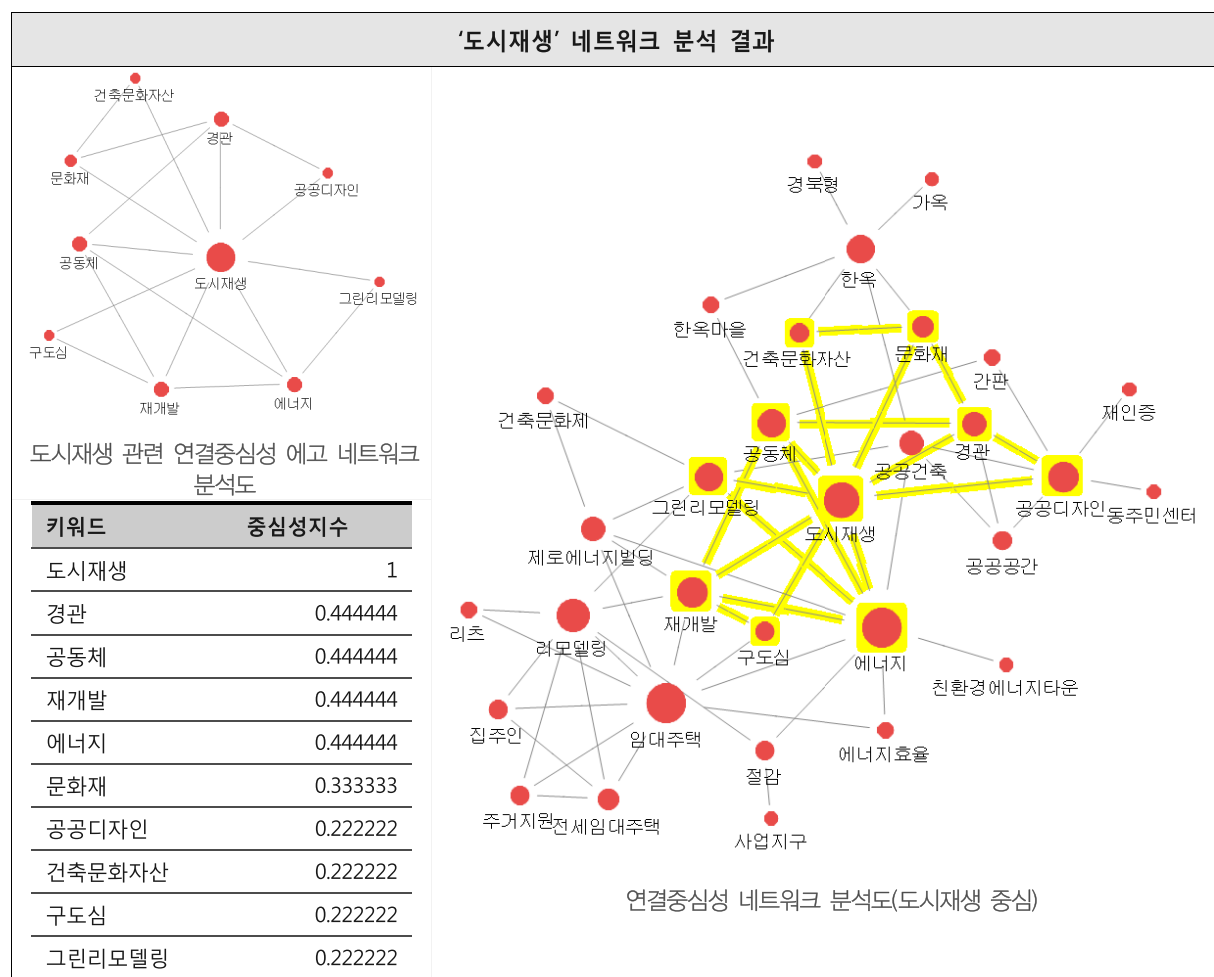 ‘도시재생’ 네트워크 분석 결과
건축문화자산
경관
문화재
공공디자인
공동체
도시재생
그린리모델링
구도심
재개발
에너지
도시재생 관련 연결중심성 에고 네트워크
분석도
키워드 중심성지수
도시재생 1
경관 0.444444
공동체 0.444444
재개발 0.444444
에너지 0.444444
문화재 0.333333
공공디자인 0.222222
건축문화자산 0.222222
구도심 0.222222
그린리모델링 0.222222
경북형
가옥
한옥
한옥마을
건축문화자산
문화재
간판
재인증
건축문화제
공동체
경관
공공건축
그린리모델링
공공디자인
동주민센터
도시재생
제로에너지빌딩
공공공간
재개발
리츠
리모델링
구도심
에너지
친환경에너지타운
집주인
임대주택
에너지효율
절감
주거지원
전세임대주택
사업지구
연결중심성 네트워크 분석도(도시재생 중심)